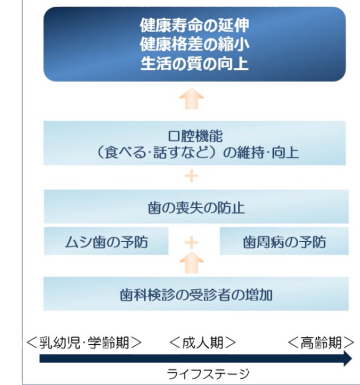 健康寿命の延伸
健康格差の縮小
生活の質の向上
口腔機能
（食べる･話すなど）の維持･向上
+
歯の喪失の防止
ムシ歯の予防 + 歯周病の予防
歯科検診の受診者の増加
＜乳幼児･学齢期＞ ＜成人期＞ ＜高齢期＞
ライフステージ